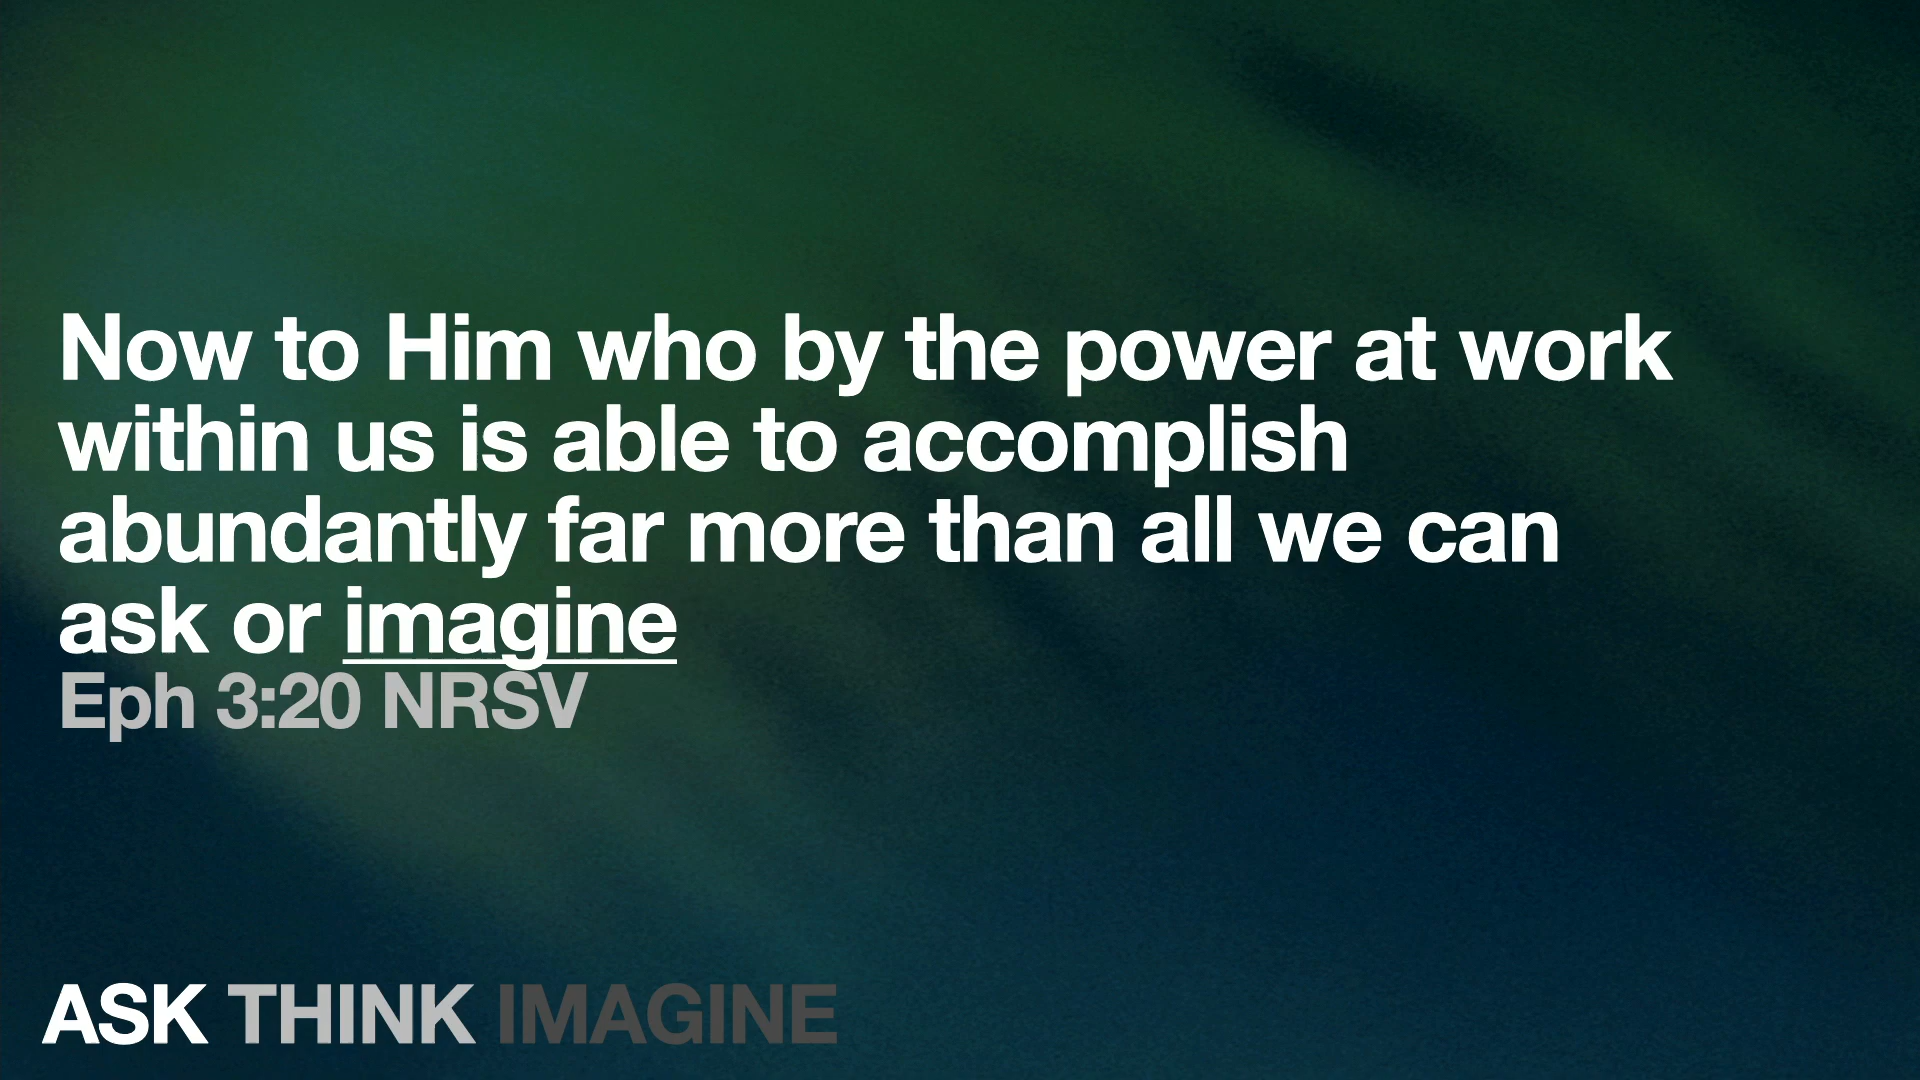 Now to Him who by the power at work
within us is able to accomplish
abundantly far more than all we can
ask or imagine
Eph 3:20 NRSV
ASK THINK IMAGINE